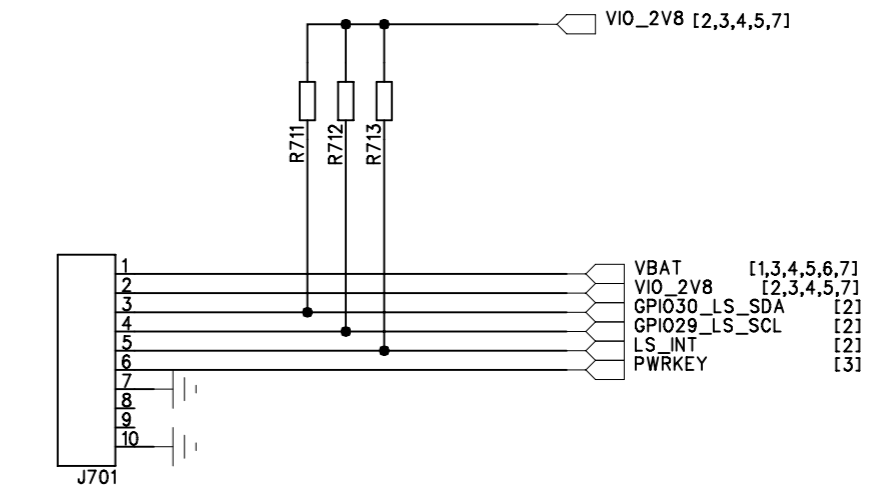 VIO_2V8 [2,3,4,5,7]
R711
R712
R713
1 VBAT [1,3,4,5,6,7]
2 VIO_2V8 [2,3,4,5,7]
3 GPIO30_LS_SDA [2]
4 GPIO29_LS_SCL [2]
5 LS_INT [2]
6 PWRKEY [3]
7
8
9
10
J701